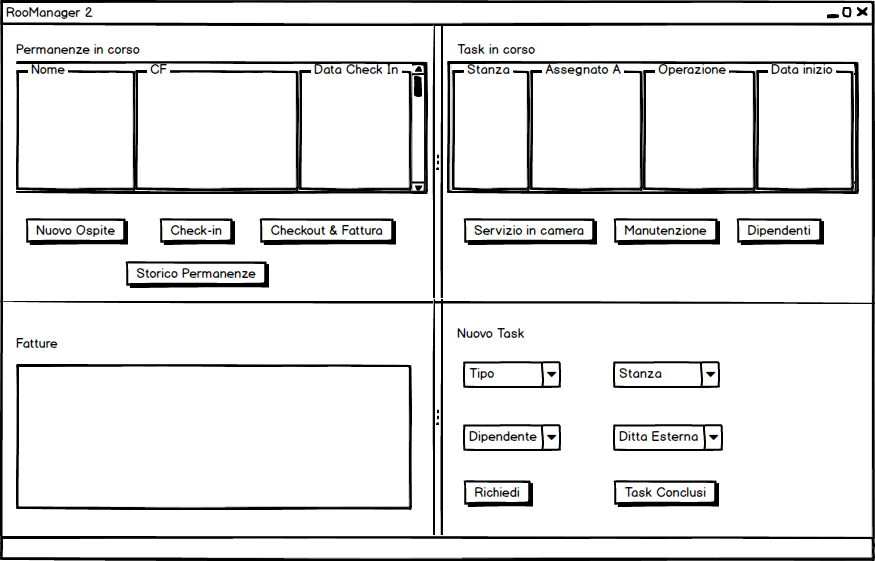 RooManager 2
Permanenze in corso
Nome CF Data Check In
Nuovo Ospite Check-in Checkout & Fattura
Storico Permanenze
Task in corso
Stanza Assegnato A Operazione Data inizio
Servizio in camera Manutenzione Dipendenti
Fatture
Nuovo Task
Tipo Stanza
Dipendente Ditta Esterna
Richiedi Task Conclusi